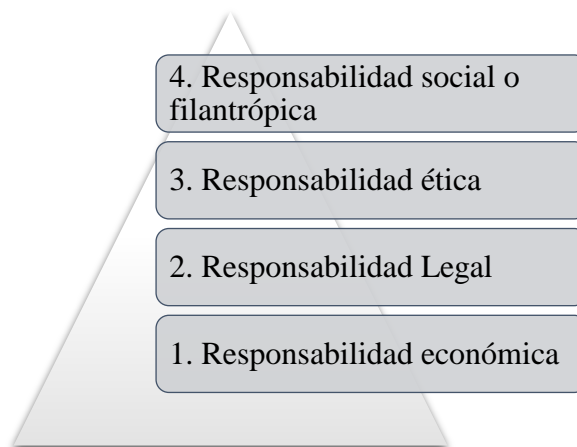 4. Responsabilidad social o
filantrópica
3. Responsabilidad ética
2. Responsabilidad Legal
1. Responsabilidad económica